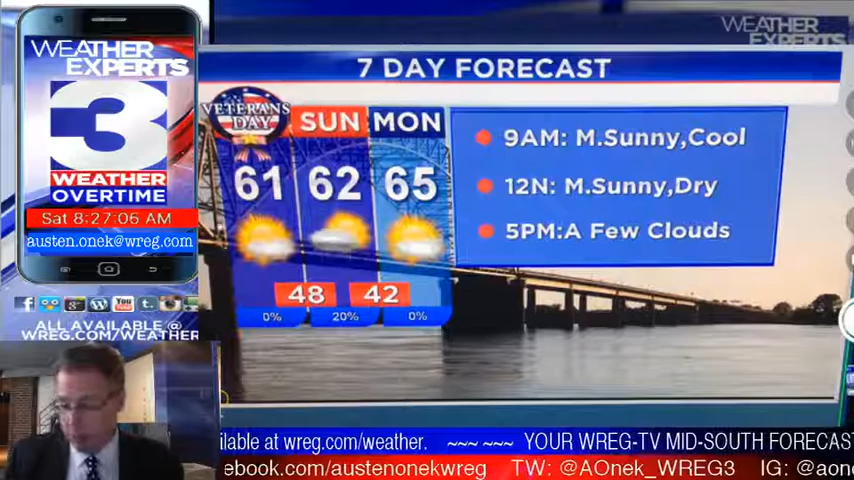 WEATHER
EXPERTS
3
WEATHER
OVERTIME
Sat 8:27:06 AM
austen.onek@wreg.com
ALL AVAILABLE @
WREG.COM/WEATHER
WEATHER
EXPERTS
7 DAY FORECAST
VETERANS
DAY
SUN
MON
61
62
65
48
42
0%
20%
0%
9AM: M.Sunny,Cool
12N: M.Sunny,Dry
5PM:A Few Clouds
ilable at wreg.com/weather. ~~~ ~~~ YOUR WREG-TV MID-SOUTH FORECAST
ebook.com/austenonekwreg TW: @AOnek_WREG3 IG: @aone